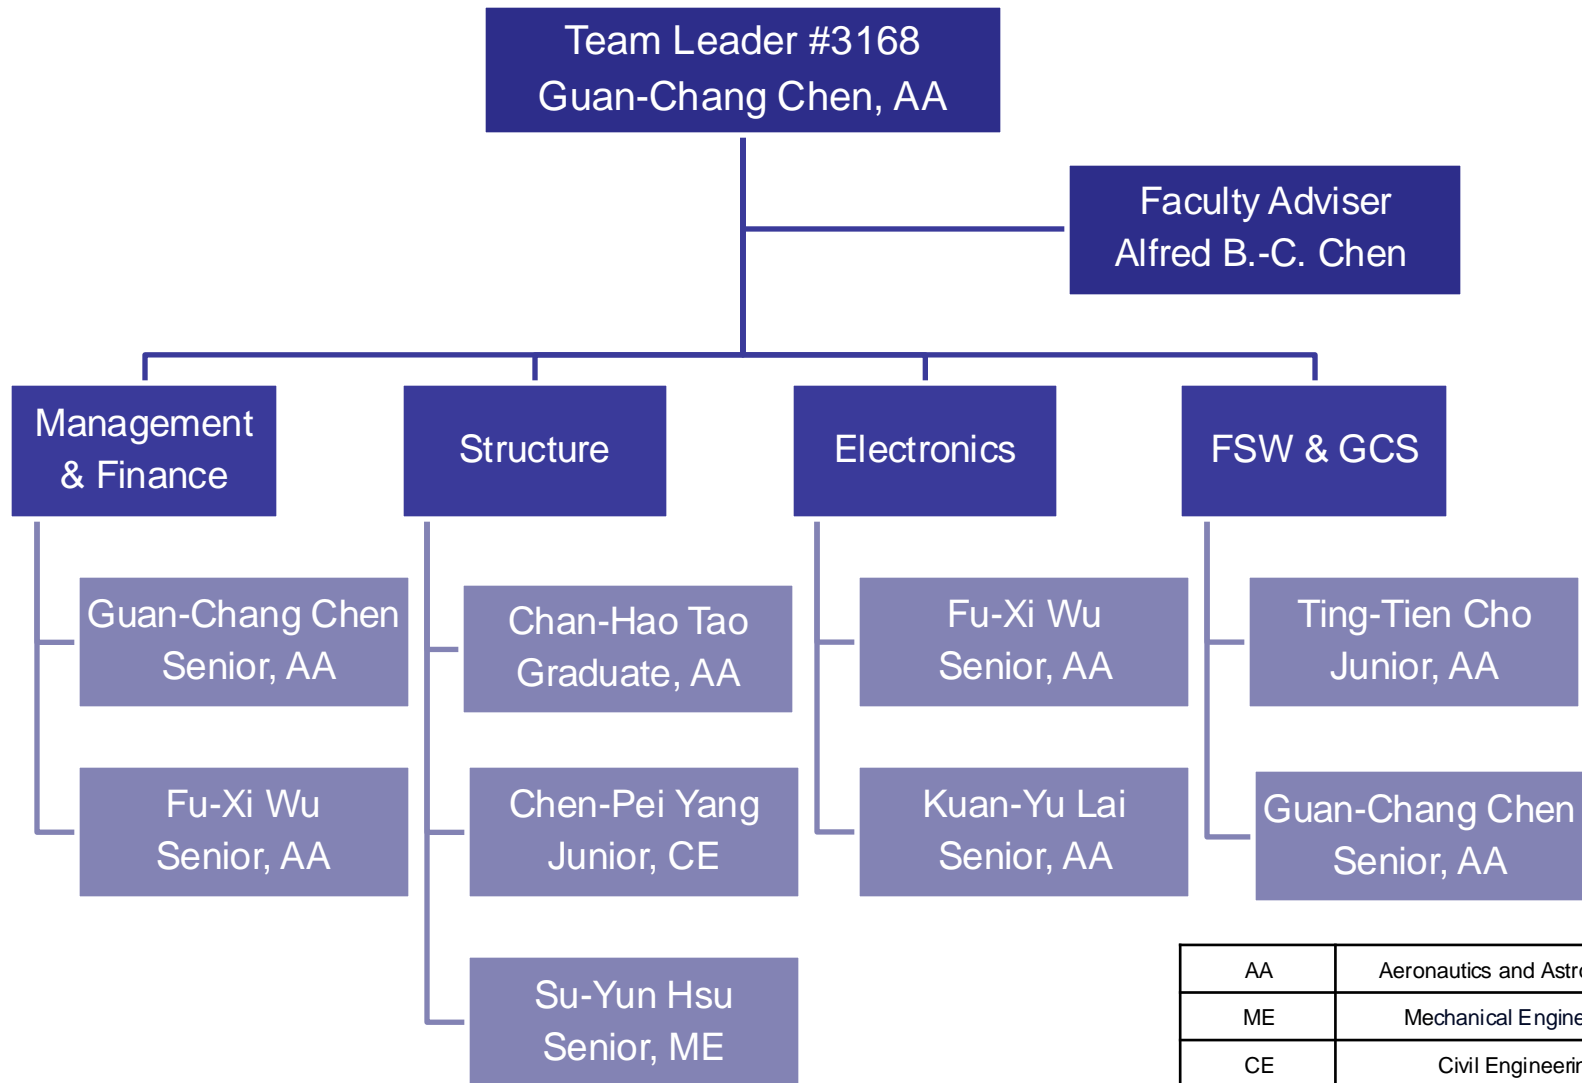 Team Leader #3168
Guan-Chang Chen, AA
Faculty Adviser
Alfred B.-C. Chen
Management
& Finance
Structure
Electronics
FSW & GCS
Guan-Chang Chen
Senior, AA
Fu-Xi Wu
Senior, AA
Chan-Hao Tao
Graduate, AA
Chen-Pei Yang
Junior, CE
Su-Yun Hsu
Senior, ME
Fu-Xi Wu
Senior, AA
Kuan-Yu Lai
Senior, AA
Ting-Tien Cho
Junior, AA
Guan-Chang Chen
Senior, AA
AA Aeronautics and
ME Mechanical
CE Civil